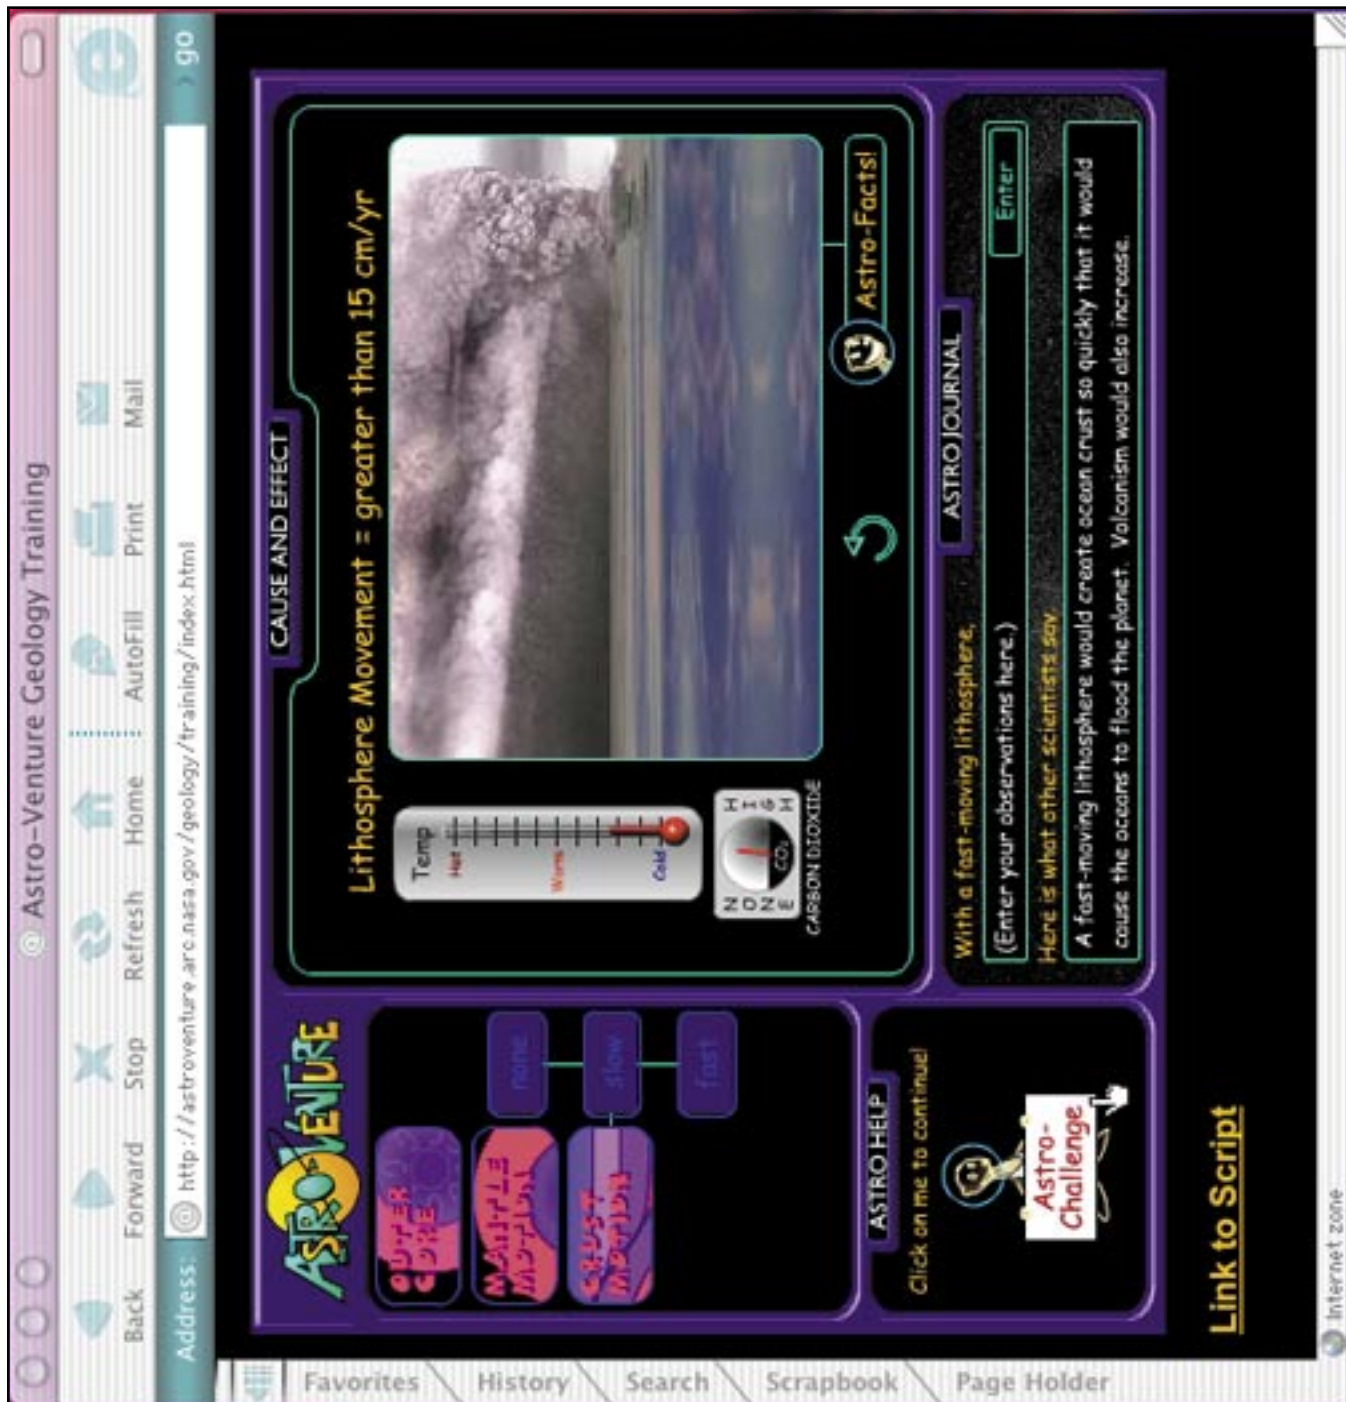 Astro-Venture Geology Training
Back Forward Stop Refresh Home AutoFill Print Mail
Address: http://astroventure.arc.nasa.gov/geology/training/index.html go
Favorites
History
Search
Scrapbook
Page Holder
ASTRO VENTURE
OUTER CORE
MANTLE MOTION
CRUST MOTION
none
slow
fast
CAUSE AND EFFECT
Lithosphere Movement = greater than 15 cm/yr
Temp
Hot
Warm
Cold
NONE
CO₂
HIGH
CARBON DIOXIDE
Astro-Facts!
ASTRO HELP
Click on me to continue!
Astro-
Challenge
ASTRO JOURNAL
With a fast-moving lithosphere,
(Enter your observations here.)
Enter
Here is what other scientists say
A fast-moving lithosphere would create ocean crust so quickly that it would
cause the oceans to flood the planet. Volcanism would also increase.
Link to Script
Internet zone